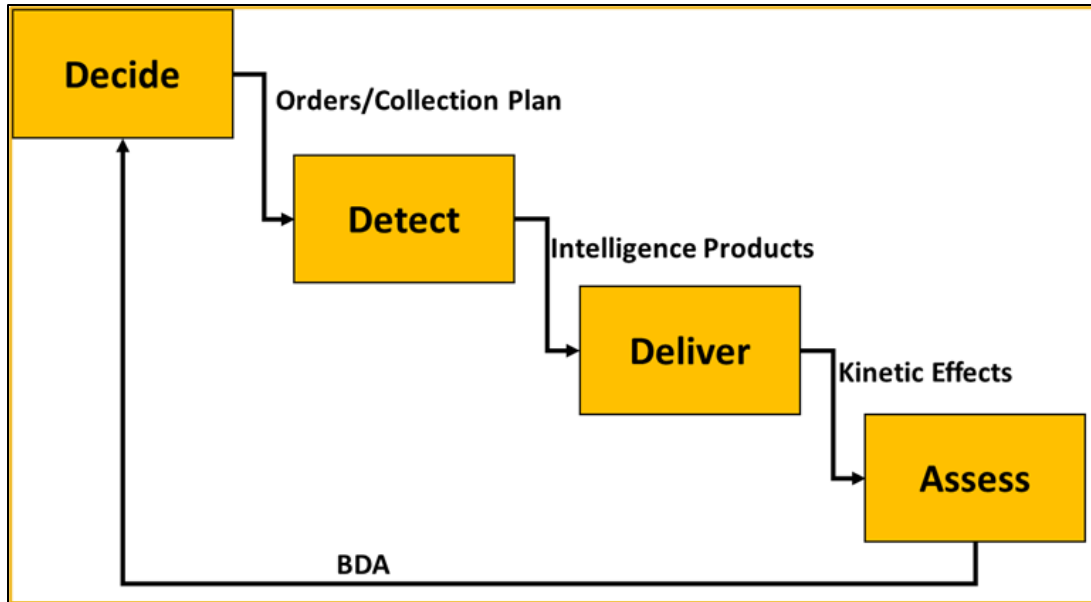 Decide
Orders/Collection Plan
Detect
Intelligence Products
Deliver
Kinetic Effects
Assess
BDA